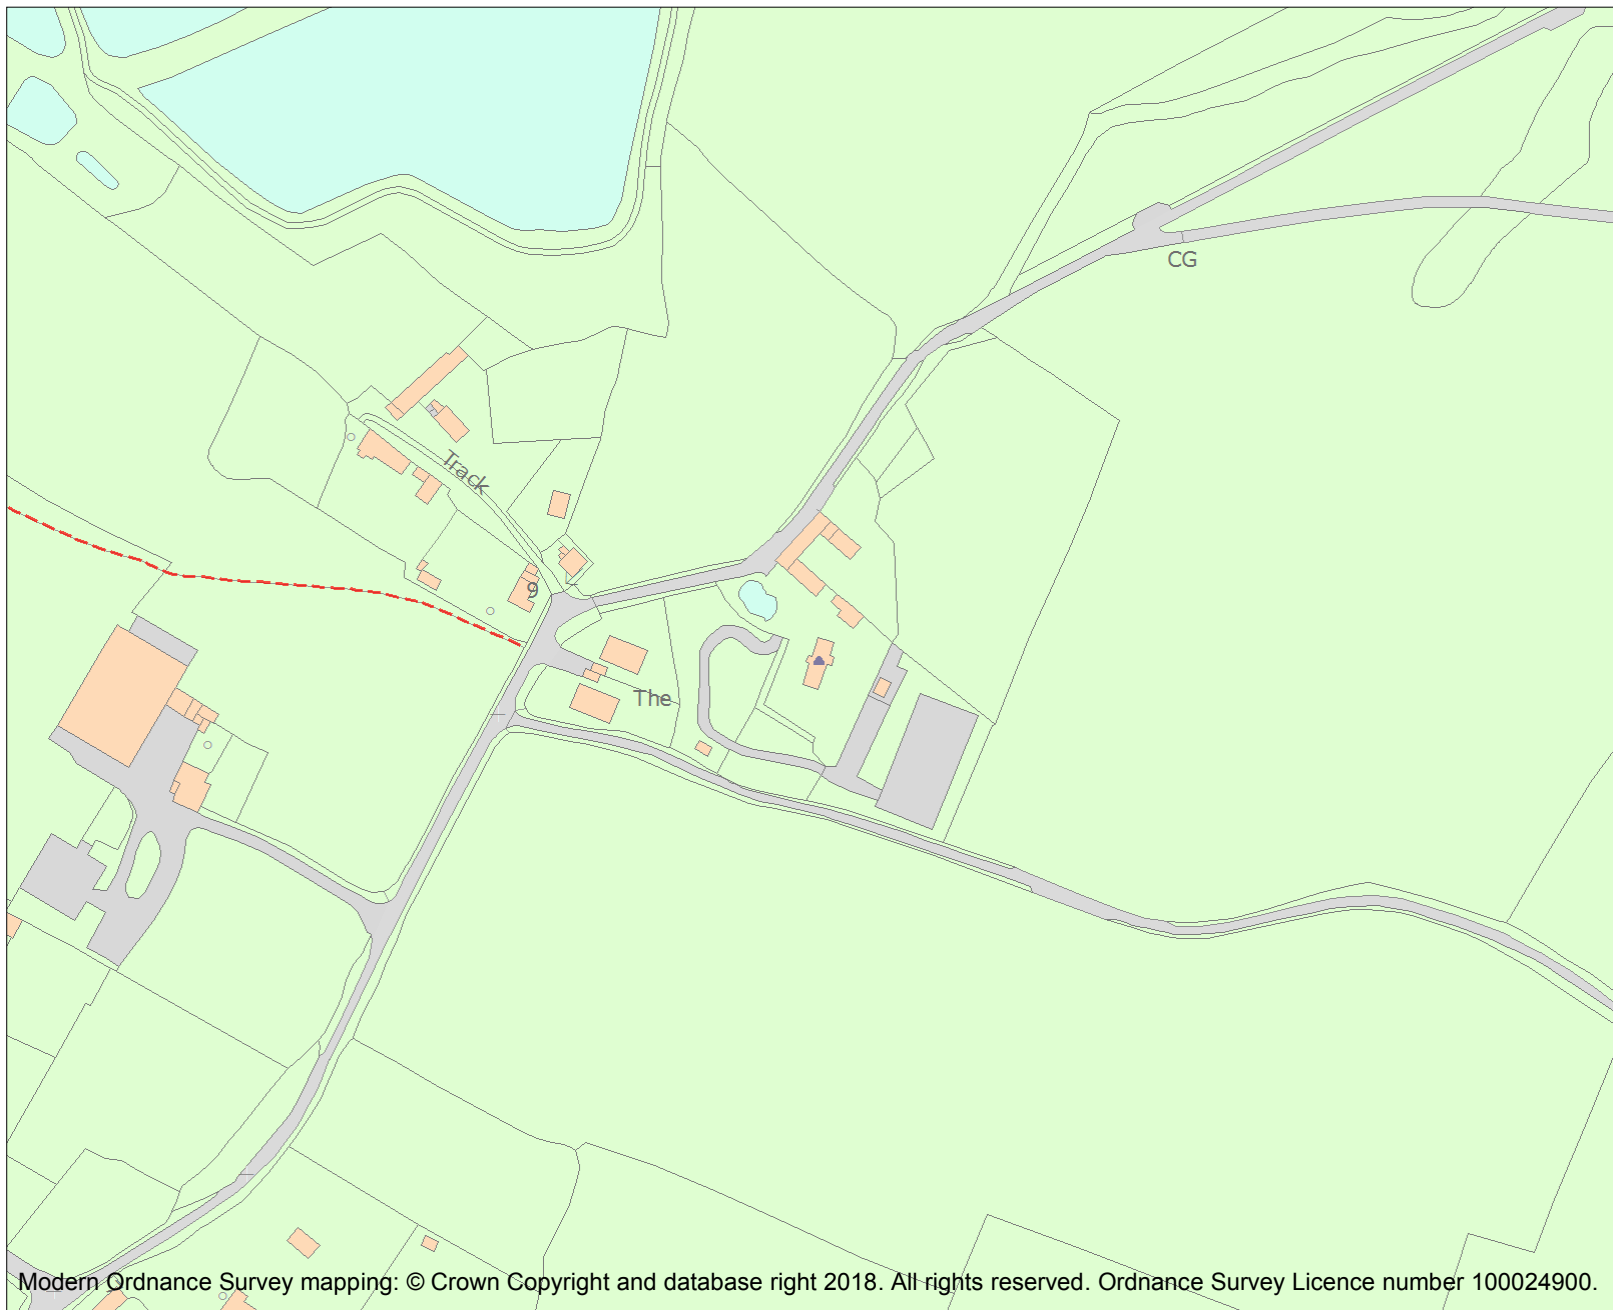 CG
Track
9
The
Modern Ordnance Survey mapping: © Crown Copyright and database right 2018. All rights reserved. Ordnance Survey Licence number 100024900.